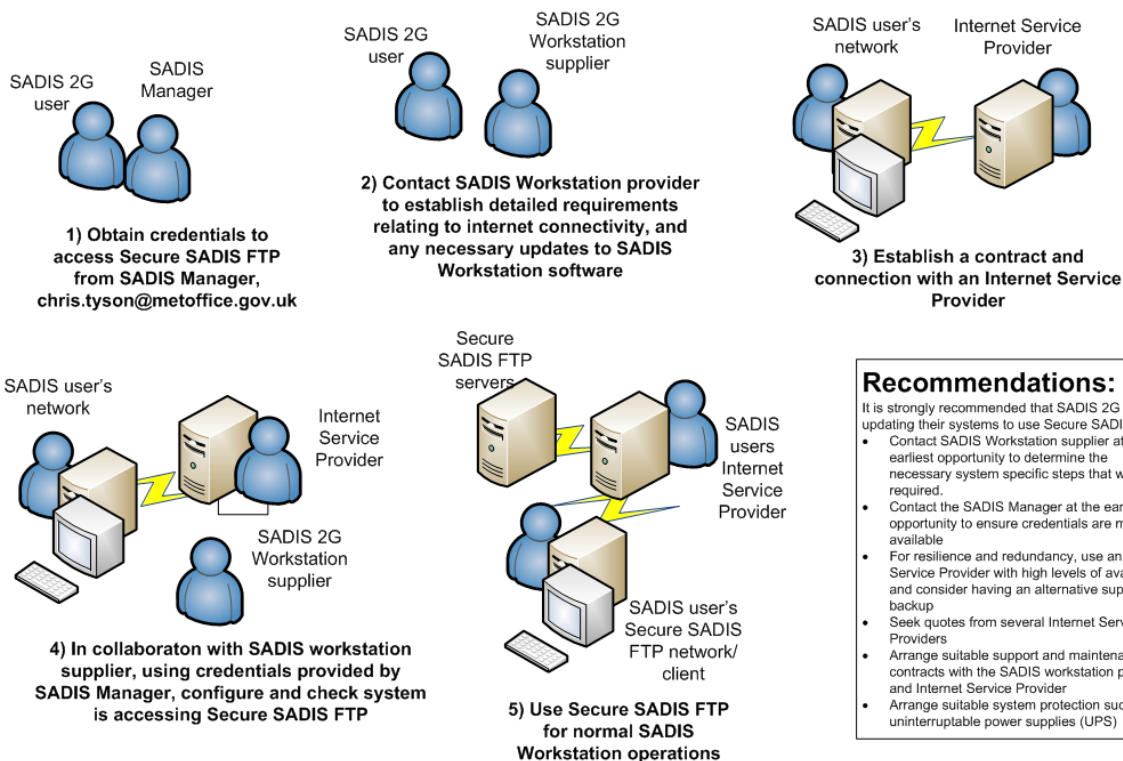 SADIS 2G
user
SADIS
Manager
1) Obtain credentials to
access Secure SADIS FTP
from SADIS Manager,
chris.tyson@metoffice.gov.uk
SADIS 2G
user
SADIS 2G
Workstation
supplier
2) Contact SADIS Workstation provider
to establish detailed requirements
relating to internet connectivity, and
any necessary updates to SADIS
Workstation software
SADIS user's
network
Internet Service
Provider
3) Establish a contract and
connection with an Internet Service
Provider
SADIS user's
network
Internet
Service
Provider
SADIS 2G
Workstation
supplier
4) In collaboraton with SADIS workstation
supplier, using credentials provided by
SADIS Manager, configure and check system
is accessing Secure SADIS FTP
Secure
SADIS FTP
servers
SADIS
users
Internet
Service
Provider
SADIS user's
Secure SADIS
FTP network/
client
5) Use Secure SADIS FTP
for normal SADIS
Workstation operations
Recommendations:
It is strongly recommended that SADIS 2G
updating their systems to use Secure SADI
• Contact SADIS Workstation supplier at
earliest opportunity to determine the
necessary system specific steps that w
required.
• Contact the SADIS Manager at the ear
opportunity to ensure credentials are m
available
• For resilience and redundancy, use an
Service Provider with high levels of ava
and consider having an alternative sup
backup
• Seek quotes from several Internet Serv
Providers
• Arrange suitable support and maintena
contracts with the SADIS workstation p
and Internet Service Provider
• Arrange suitable system protection suc
uninterruptable power supplies (UPS)